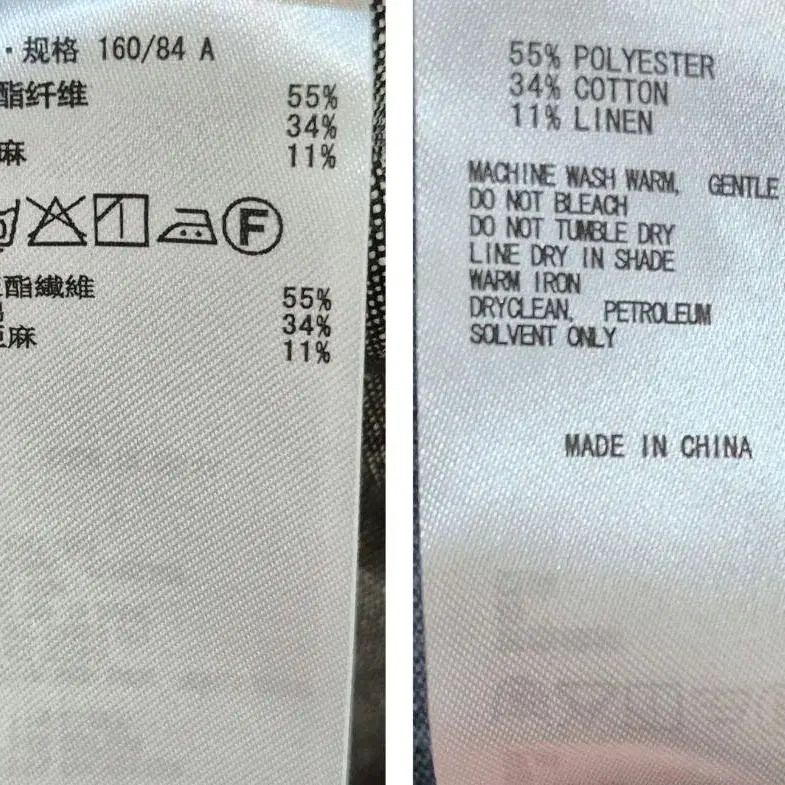 ·规格 160/84 A
酯纤维 55%
34%
麻 11%
F
酯纖維 55%
34%
亞麻 11%
55% POLYESTER
34% COTTON
11% LINEN
MACHINE WASH WARM, GENTLE
DO NOT BLEACH
DO NOT TUMBLE DRY
LINE DRY IN SHADE
WARM IRON
DRYCLEAN, PETROLEUM
SOLVENT ONLY
MADE IN CHINA